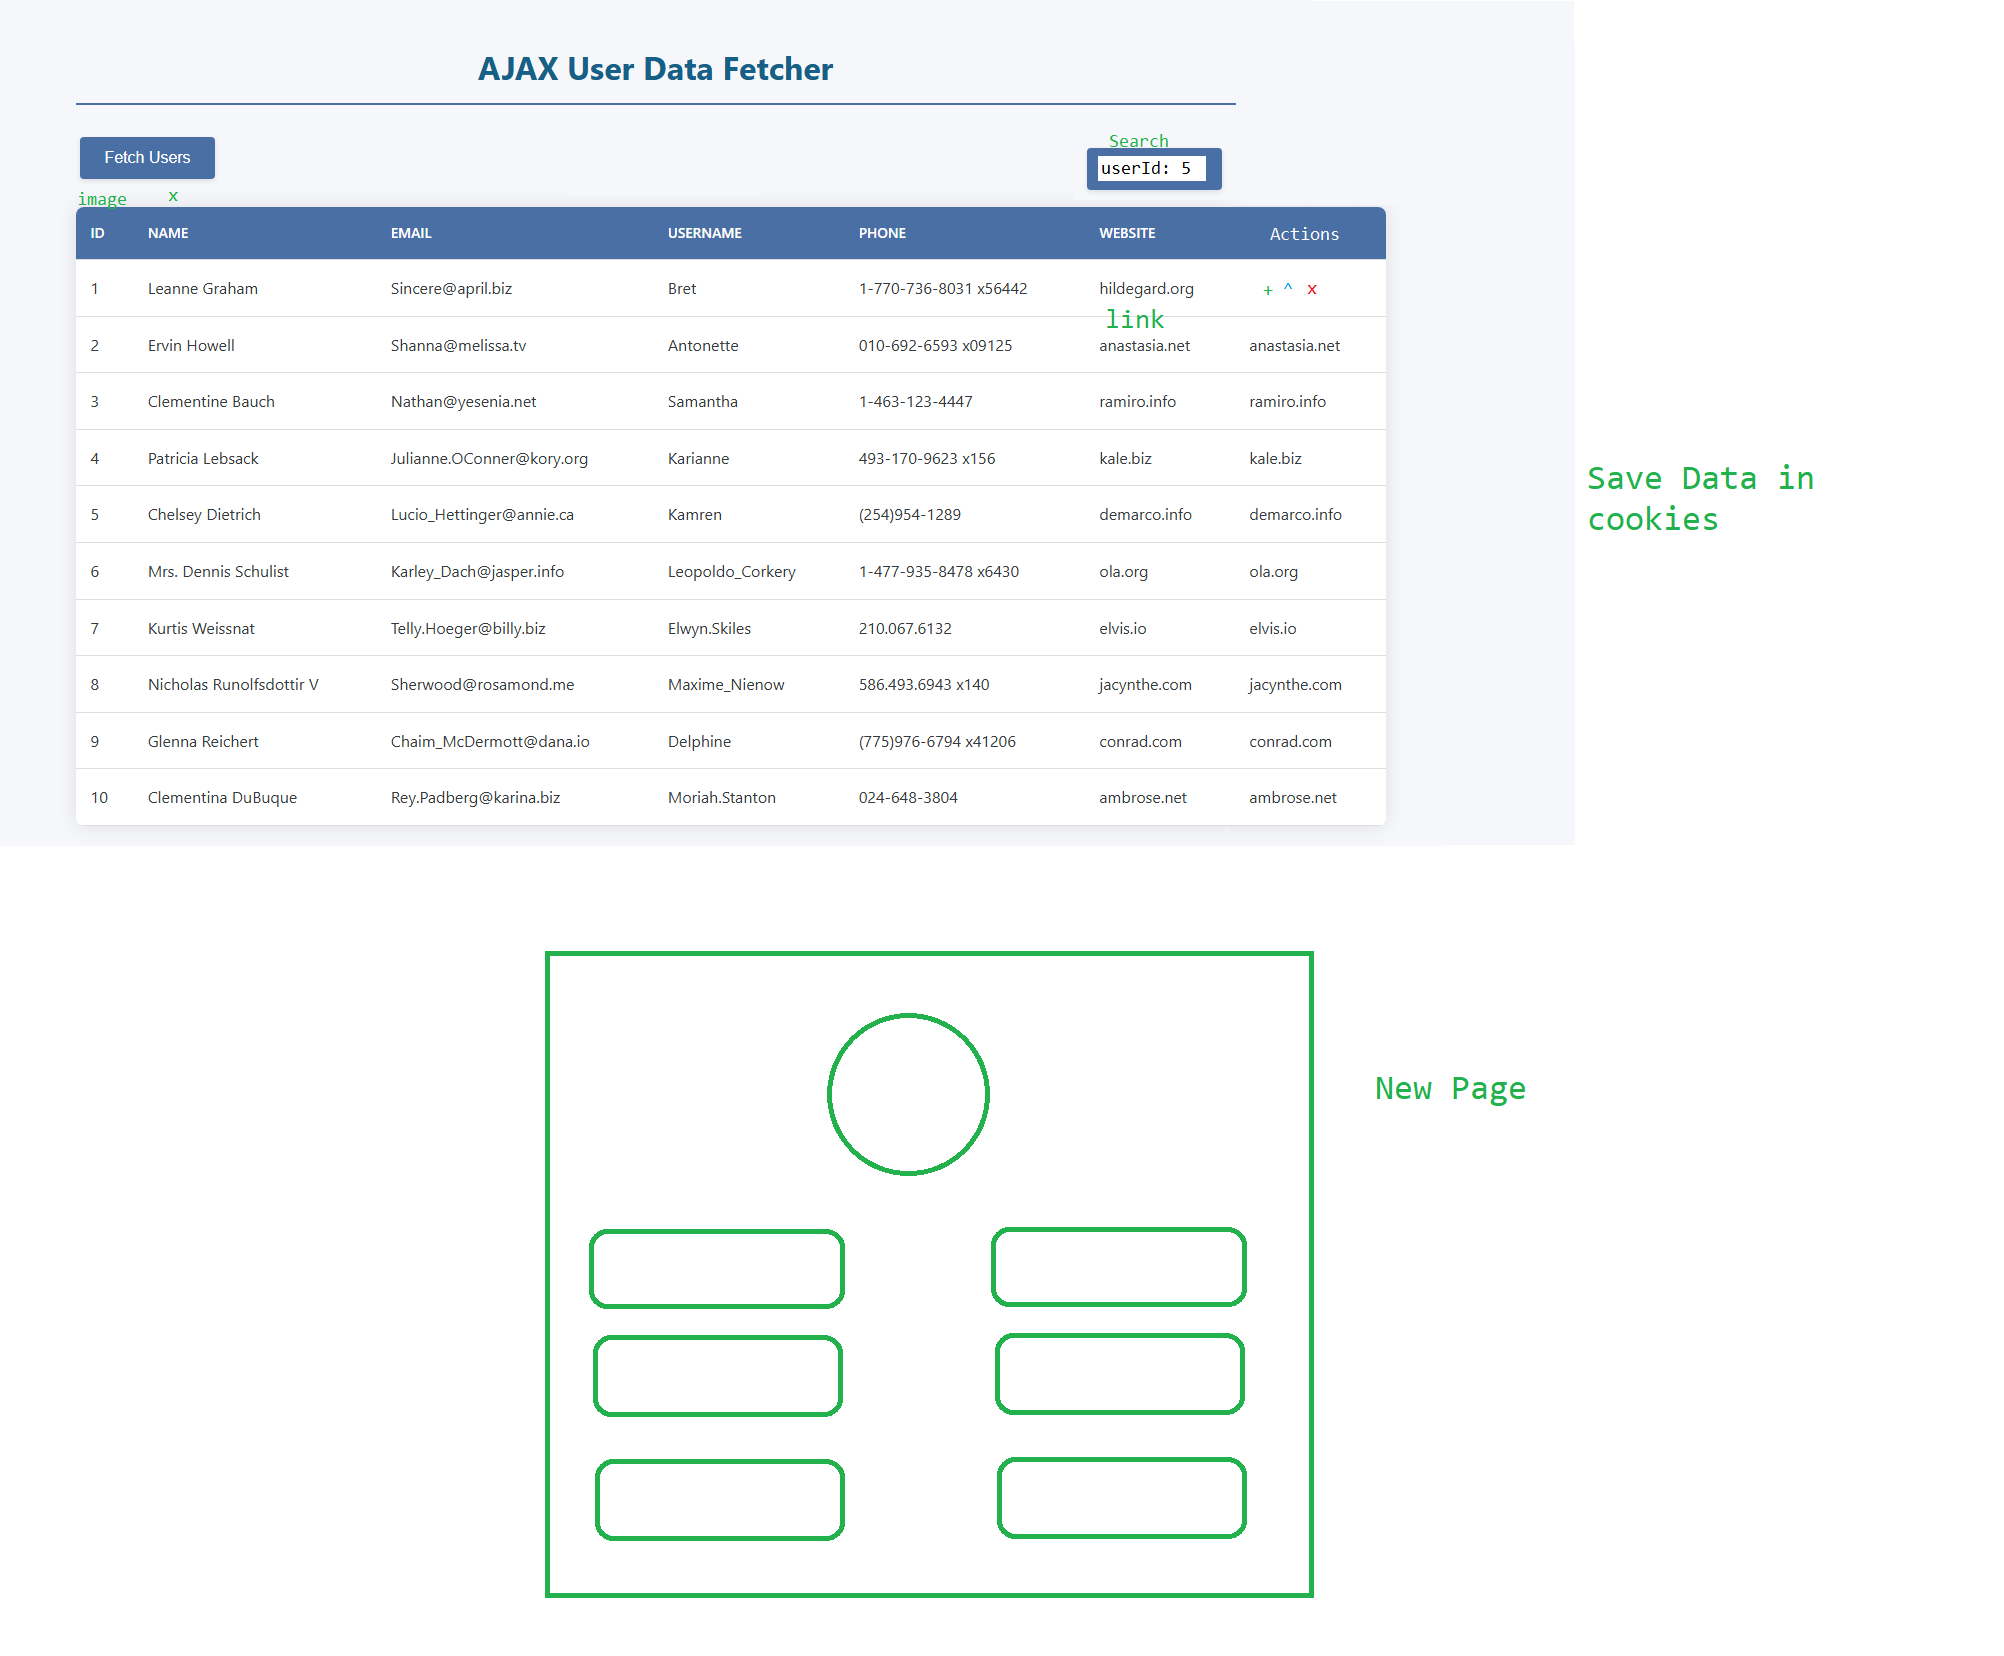 AJAX User Data Fetcher
Fetch Users
Search
userId: 5
image x
ID NAME EMAIL USERNAME PHONE WEBSITE Actions
1 Leanne Graham Sincere@april.biz Bret 1-770-736-8031 x56442 hildegard.org + ^ x
link
2 Ervin Howell Shanna@melissa.tv Antonette 010-692-6593 x09125 anastasia.net anastasia.net
3 Clementine Bauch Nathan@yesenia.net Samantha 1-463-123-4447 ramiro.info ramiro.info
4 Patricia Lebsack Julianne.OConner@kory.org Karianne 493-170-9623 x156 kale.biz kale.biz
5 Chelsey Dietrich Lucio_Hettinger@annie.ca Kamren (254)954-1289 demarco.info demarco.info
6 Mrs. Dennis Schulist Karley_Dach@jasper.info Leopoldo_Corkery 1-477-935-8478 x6430 ola.org ola.org
7 Kurtis Weissnat Telly.Hoeger@billy.biz Elwyn.Skiles 210.067.6132 elvis.io elvis.io
8 Nicholas Runolfsdottir V Sherwood@rosamond.me Maxime_Nienow 586.493.6943 x140 jacynthe.com jacynthe.com
9 Glenna Reichert Chaim_McDermott@dana.io Delphine (775)976-6794 x41206 conrad.com conrad.com
10 Clementina DuBuque Rey.Padberg@karina.biz Moriah.Stanton 024-648-3804 ambrose.net ambrose.net
Save Data in
cookies
New Page